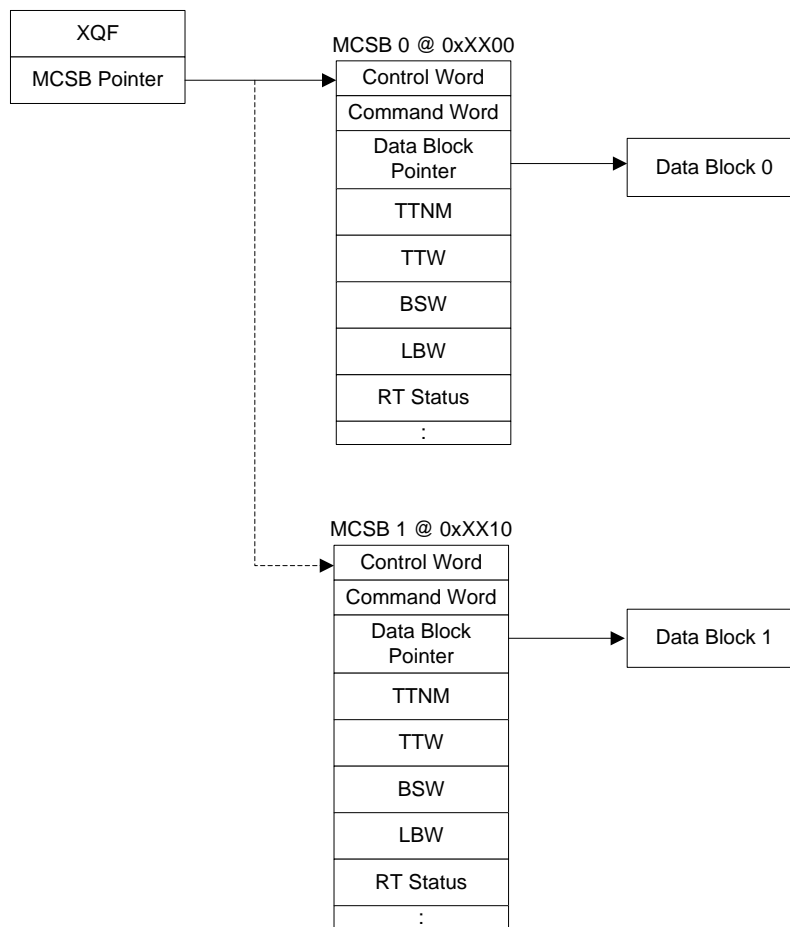 XQF
MCSB Pointer
MCSB 0 @ 0xXX00
Control Word
Command Word
Data Block
Pointer
TTNM
TTW
BSW
LBW
RT Status
:
Data Block 0
MCSB 1 @ 0xXX10
Control Word
Command Word
Data Block
Pointer
TTNM
TTW
BSW
LBW
RT Status
:
Data Block 1